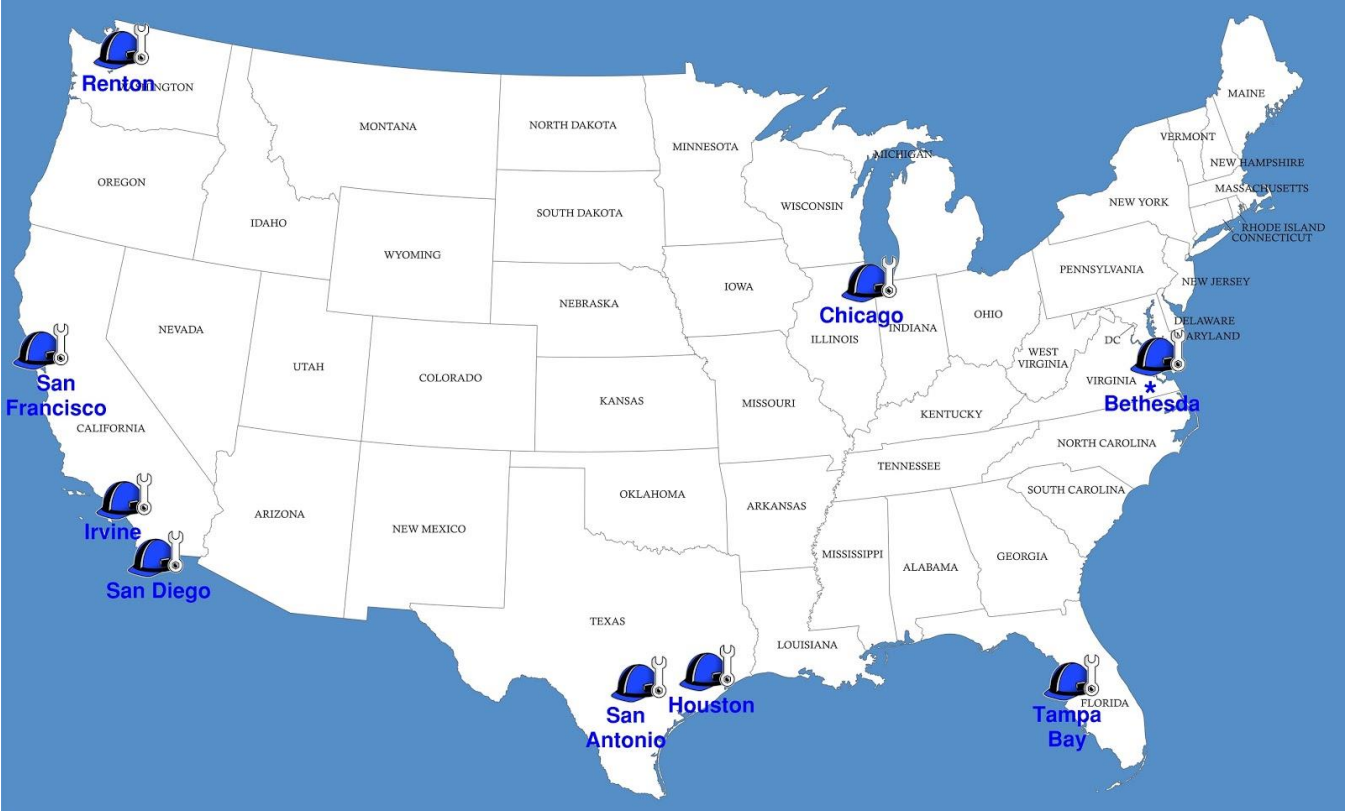 Renton
WASHINGTON
MONTANA
NORTH DAKOTA
MINNESOTA
MICHIGAN
MAINE
VERMONT
NEW HAMPSHIRE
MASSACHUSETTS
NEW YORK
RHODE ISLAND
CONNECTICUT
OREGON
IDAHO
SOUTH DAKOTA
WISCONSIN
WYOMING
PENNSYLVANIA
NEW JERSEY
IOWA
NEBRASKA
Chicago
ILLINOIS
INDIANA
OHIO
DELAWARE
MARYLAND
DC
WEST
VIRGINIA
VIRGINIA
*
Bethesda
NEVADA
UTAH
COLORADO
KANSAS
MISSOURI
KENTUCKY
San
Francisco
CALIFORNIA
NORTH CAROLINA
TENNESSEE
SOUTH CAROLINA
OKLAHOMA
ARKANSAS
Irvine
ARIZONA
NEW MEXICO
MISSISSIPPI
ALABAMA
GEORGIA
San Diego
TEXAS
LOUISIANA
San
Antonio
Houston
FLORIDA
Tampa
Bay